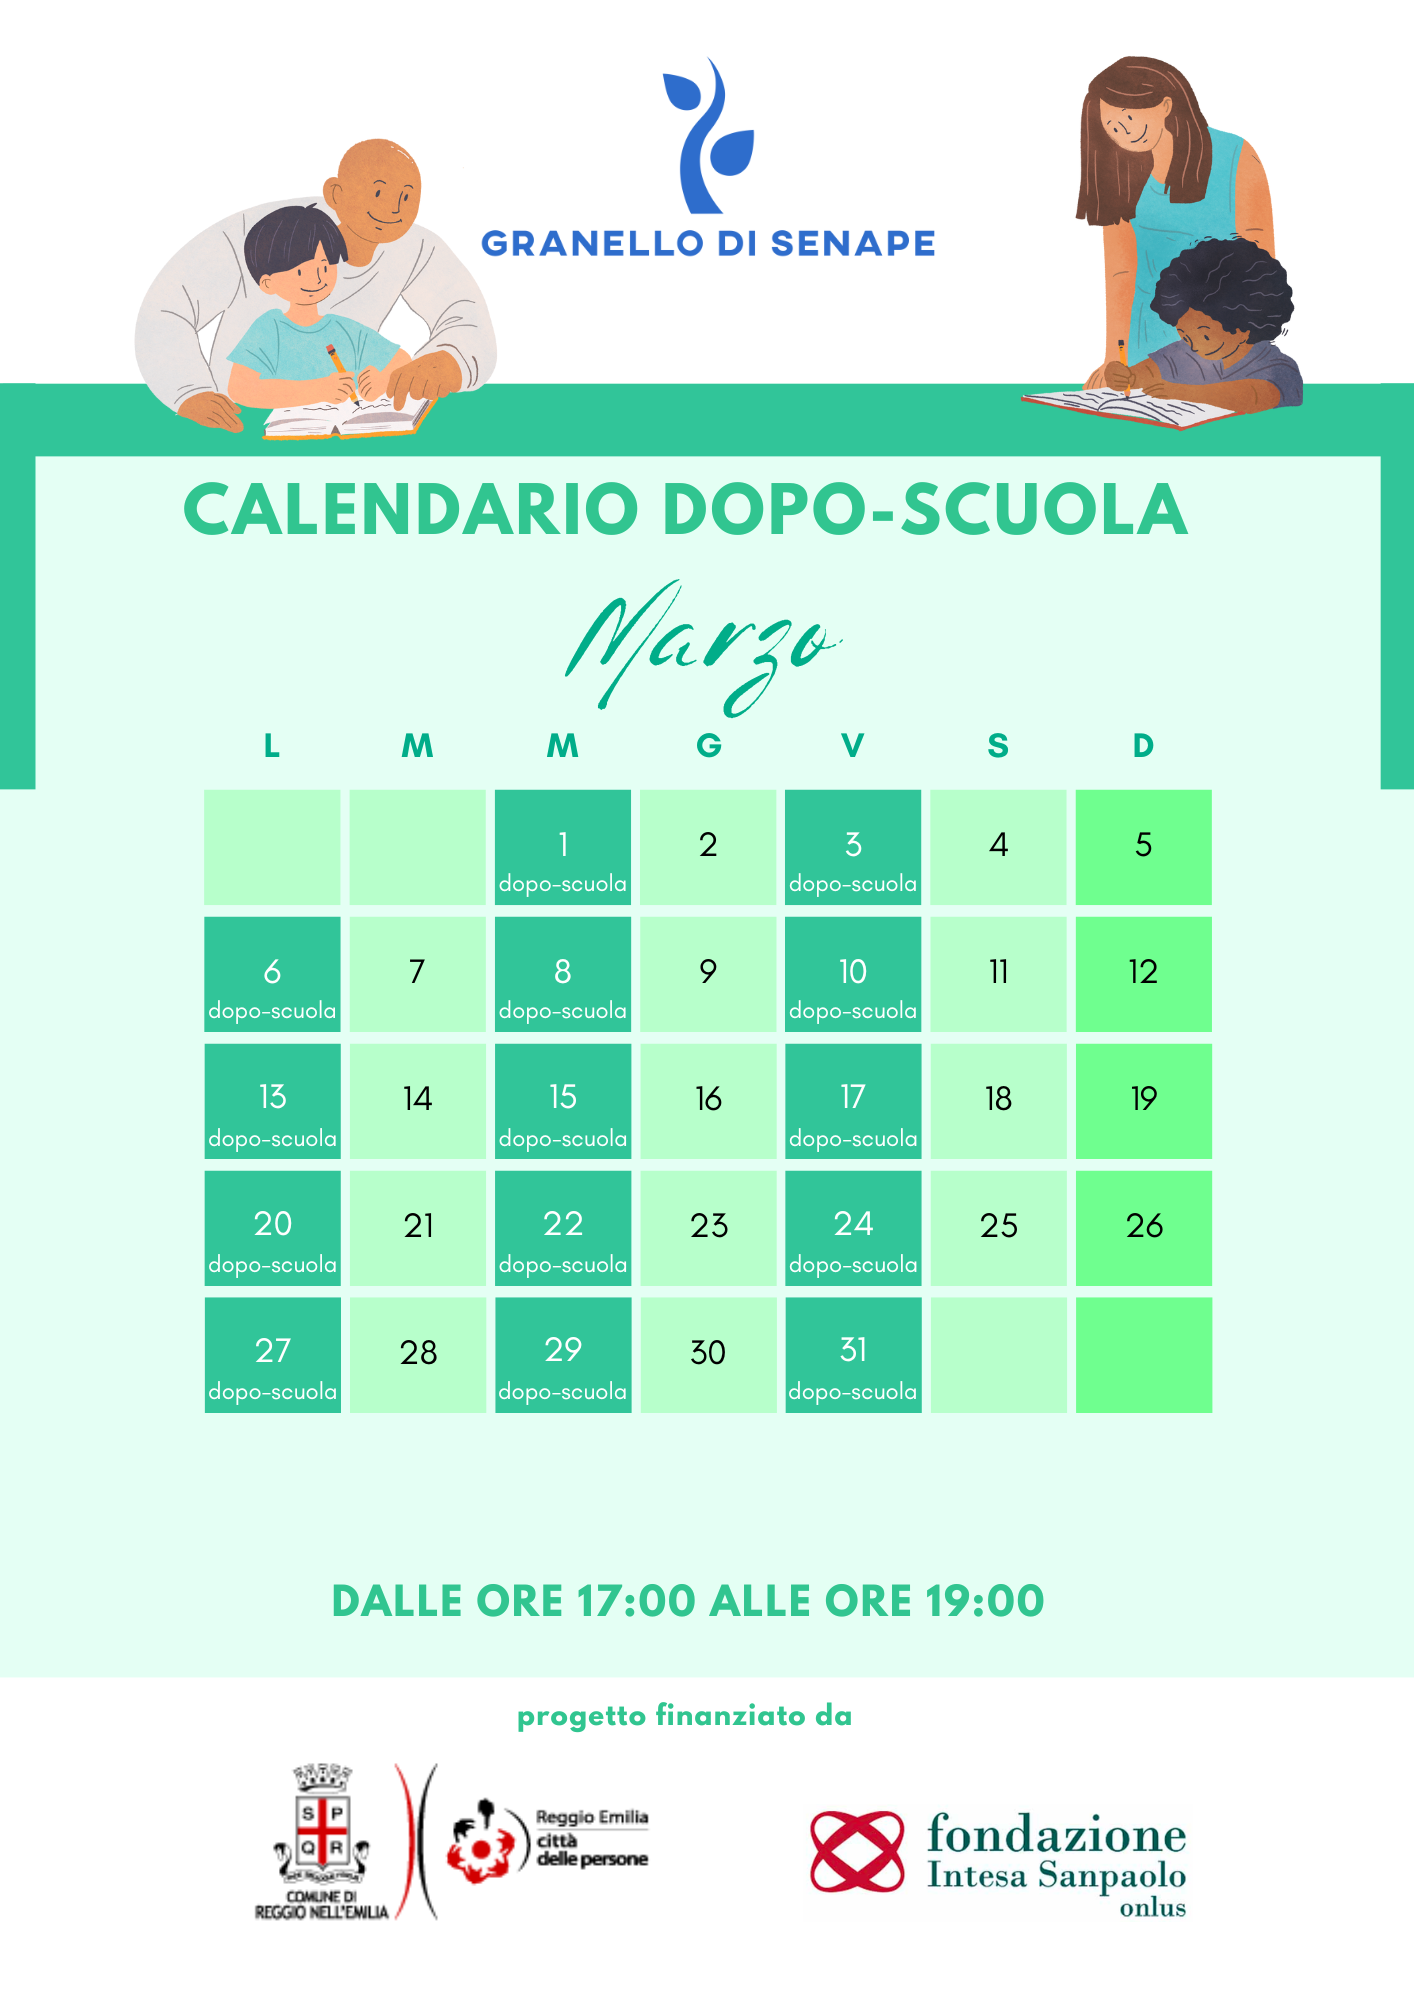 GRANELLO DI SENAPE
CALENDARIO DOPO-SCUOLA
Marzo
L M M G V S D
1 2 3 4 5
dopo-scuola dopo-scuola
6 7 8 9 10 11 12
dopo-scuola dopo-scuola dopo-scuola
13 14 15 16 17 18 19
dopo-scuola dopo-scuola dopo-scuola
20 21 22 23 24 25 26
dopo-scuola dopo-scuola dopo-scuola
27 28 29 30 31
dopo-scuola dopo-scuola dopo-scuola
DALLE ORE 17:00 ALLE ORE 19:00
progetto finanziato da
S P
Q R
COMUNE DI
REGGIO NELL'EMILIA
Reggio Emilia
città
delle persone
fondazione
Intesa Sanpaolo
onlus